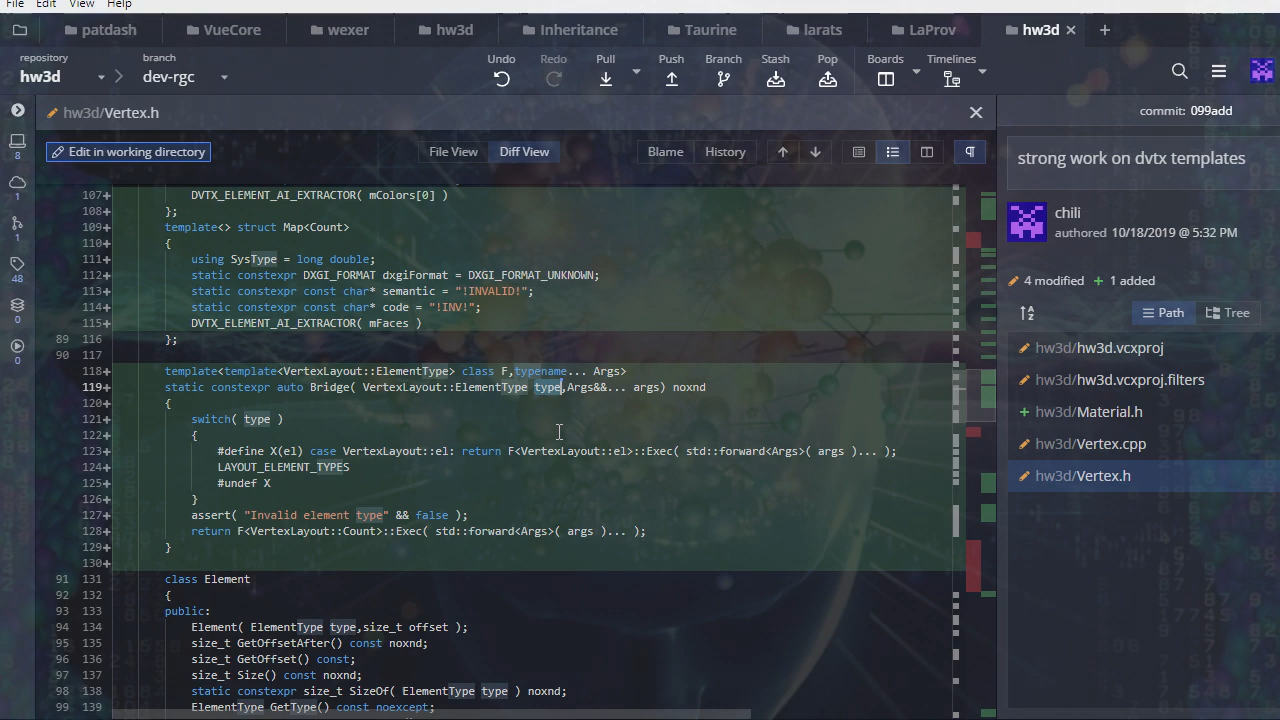 File Edit View Help
patdash VueCore wexer hw3d Inheritance Taurine larats LaProv hw3d
repository branch
hw3d dev-rgc
Undo Redo Pull Push Branch Stash Pop Boards Timelines
hw3d/Vertex.h
commit: 099add
Edit in working directory File View Diff View Blame History
strong work on dvtx templates
chili
authored 10/18/2019 @ 5:32 PM
4 modified + 1 added
Path Tree
hw3d/hw3d.vcxproj
hw3d/hw3d.vcxproj.filters
hw3d/Material.h
hw3d/Vertex.cpp
hw3d/Vertex.h
8
1
1
48
0
0
107+ DVTX_ELEMENT_AI_EXTRACTOR( mColors[0] )
108+ };
109+ template<> struct Map<Count>
110+ {
111+ using SysType = long double;
112+ static constexpr DXGI_FORMAT dxgiFormat = DXGI_FORMAT_UNKNOWN;
113+ static constexpr const char* semantic = "!INVALID!";
114+ static constexpr const char* code = "!INV!";
115+ DVTX_ELEMENT_AI_EXTRACTOR( mFaces )
89 116 };
90 117
118+ template<template<VertexLayout::ElementType> class F,typename... Args>
119+ static constexpr auto Bridge( VertexLayout::ElementType type,Args&&... args) noxnd
120+ {
121+ switch( type )
122+ {
123+ #define X(el) case VertexLayout::el: return F<VertexLayout::el>::Exec( std::forward<Args>( args )... );
124+ LAYOUT_ELEMENT_TYPES
125+ #undef X
126+ }
127+ assert( "Invalid element type" && false );
128+ return F<VertexLayout::Count>::Exec( std::forward<Args>( args )... );
129+ }
130+
91 131 class Element
92 132 {
93 133 public:
94 134 Element( ElementType type,size_t offset );
95 135 size_t GetOffsetAfter() const noxnd;
96 136 size_t GetOffset() const;
97 137 size_t Size() const noxnd;
98 138 static constexpr size_t SizeOf( ElementType type ) noxnd;
99 139 ElementType GetType() const noexcept;